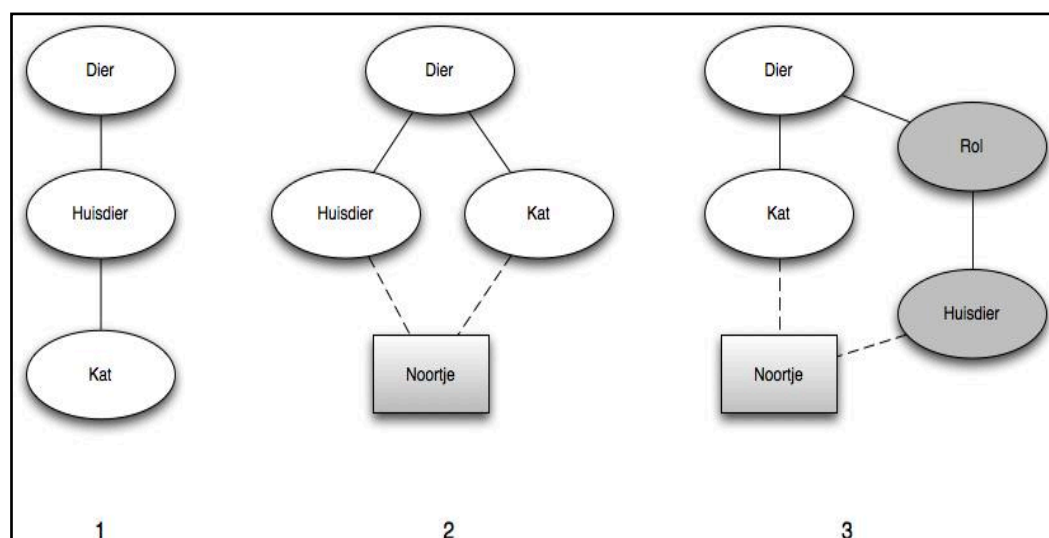 Dier
Huisdier
Kat
1
Dier
Huisdier
Kat
Noortje
2
Dier
Rol
Kat
Huisdier
Noortje
3